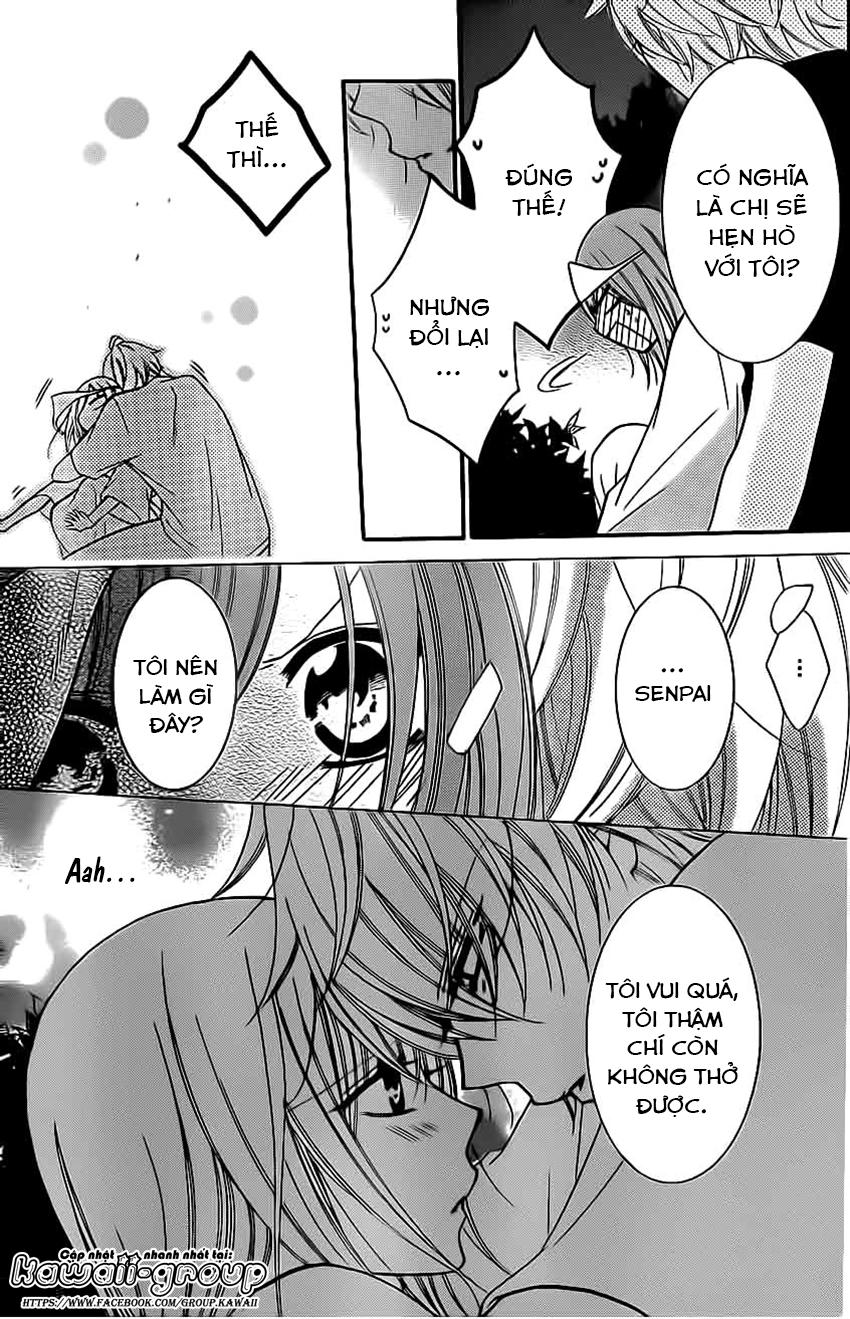 CÓ NGHĨA
LÀ CHỊ SẼ
HẸN HÒ
VỚI TÔI?
ĐÚNG
THẾ!
NHƯNG
ĐỔI LẠI
...
THẾ
THÌ...
...
...
SENPAI
TÔI NÊN
LÀM GÌ
ĐÂY?
Aah...
TÔI VUI QUÁ,
TÔI THẬM
CHÍ CÒN
KHÔNG THỞ
ĐƯỢC.
Cập nhật nhanh nhất tại:
kawaii-group
HTTPS://WWW.FACEBOOK.COM/GROUP.KAWAII